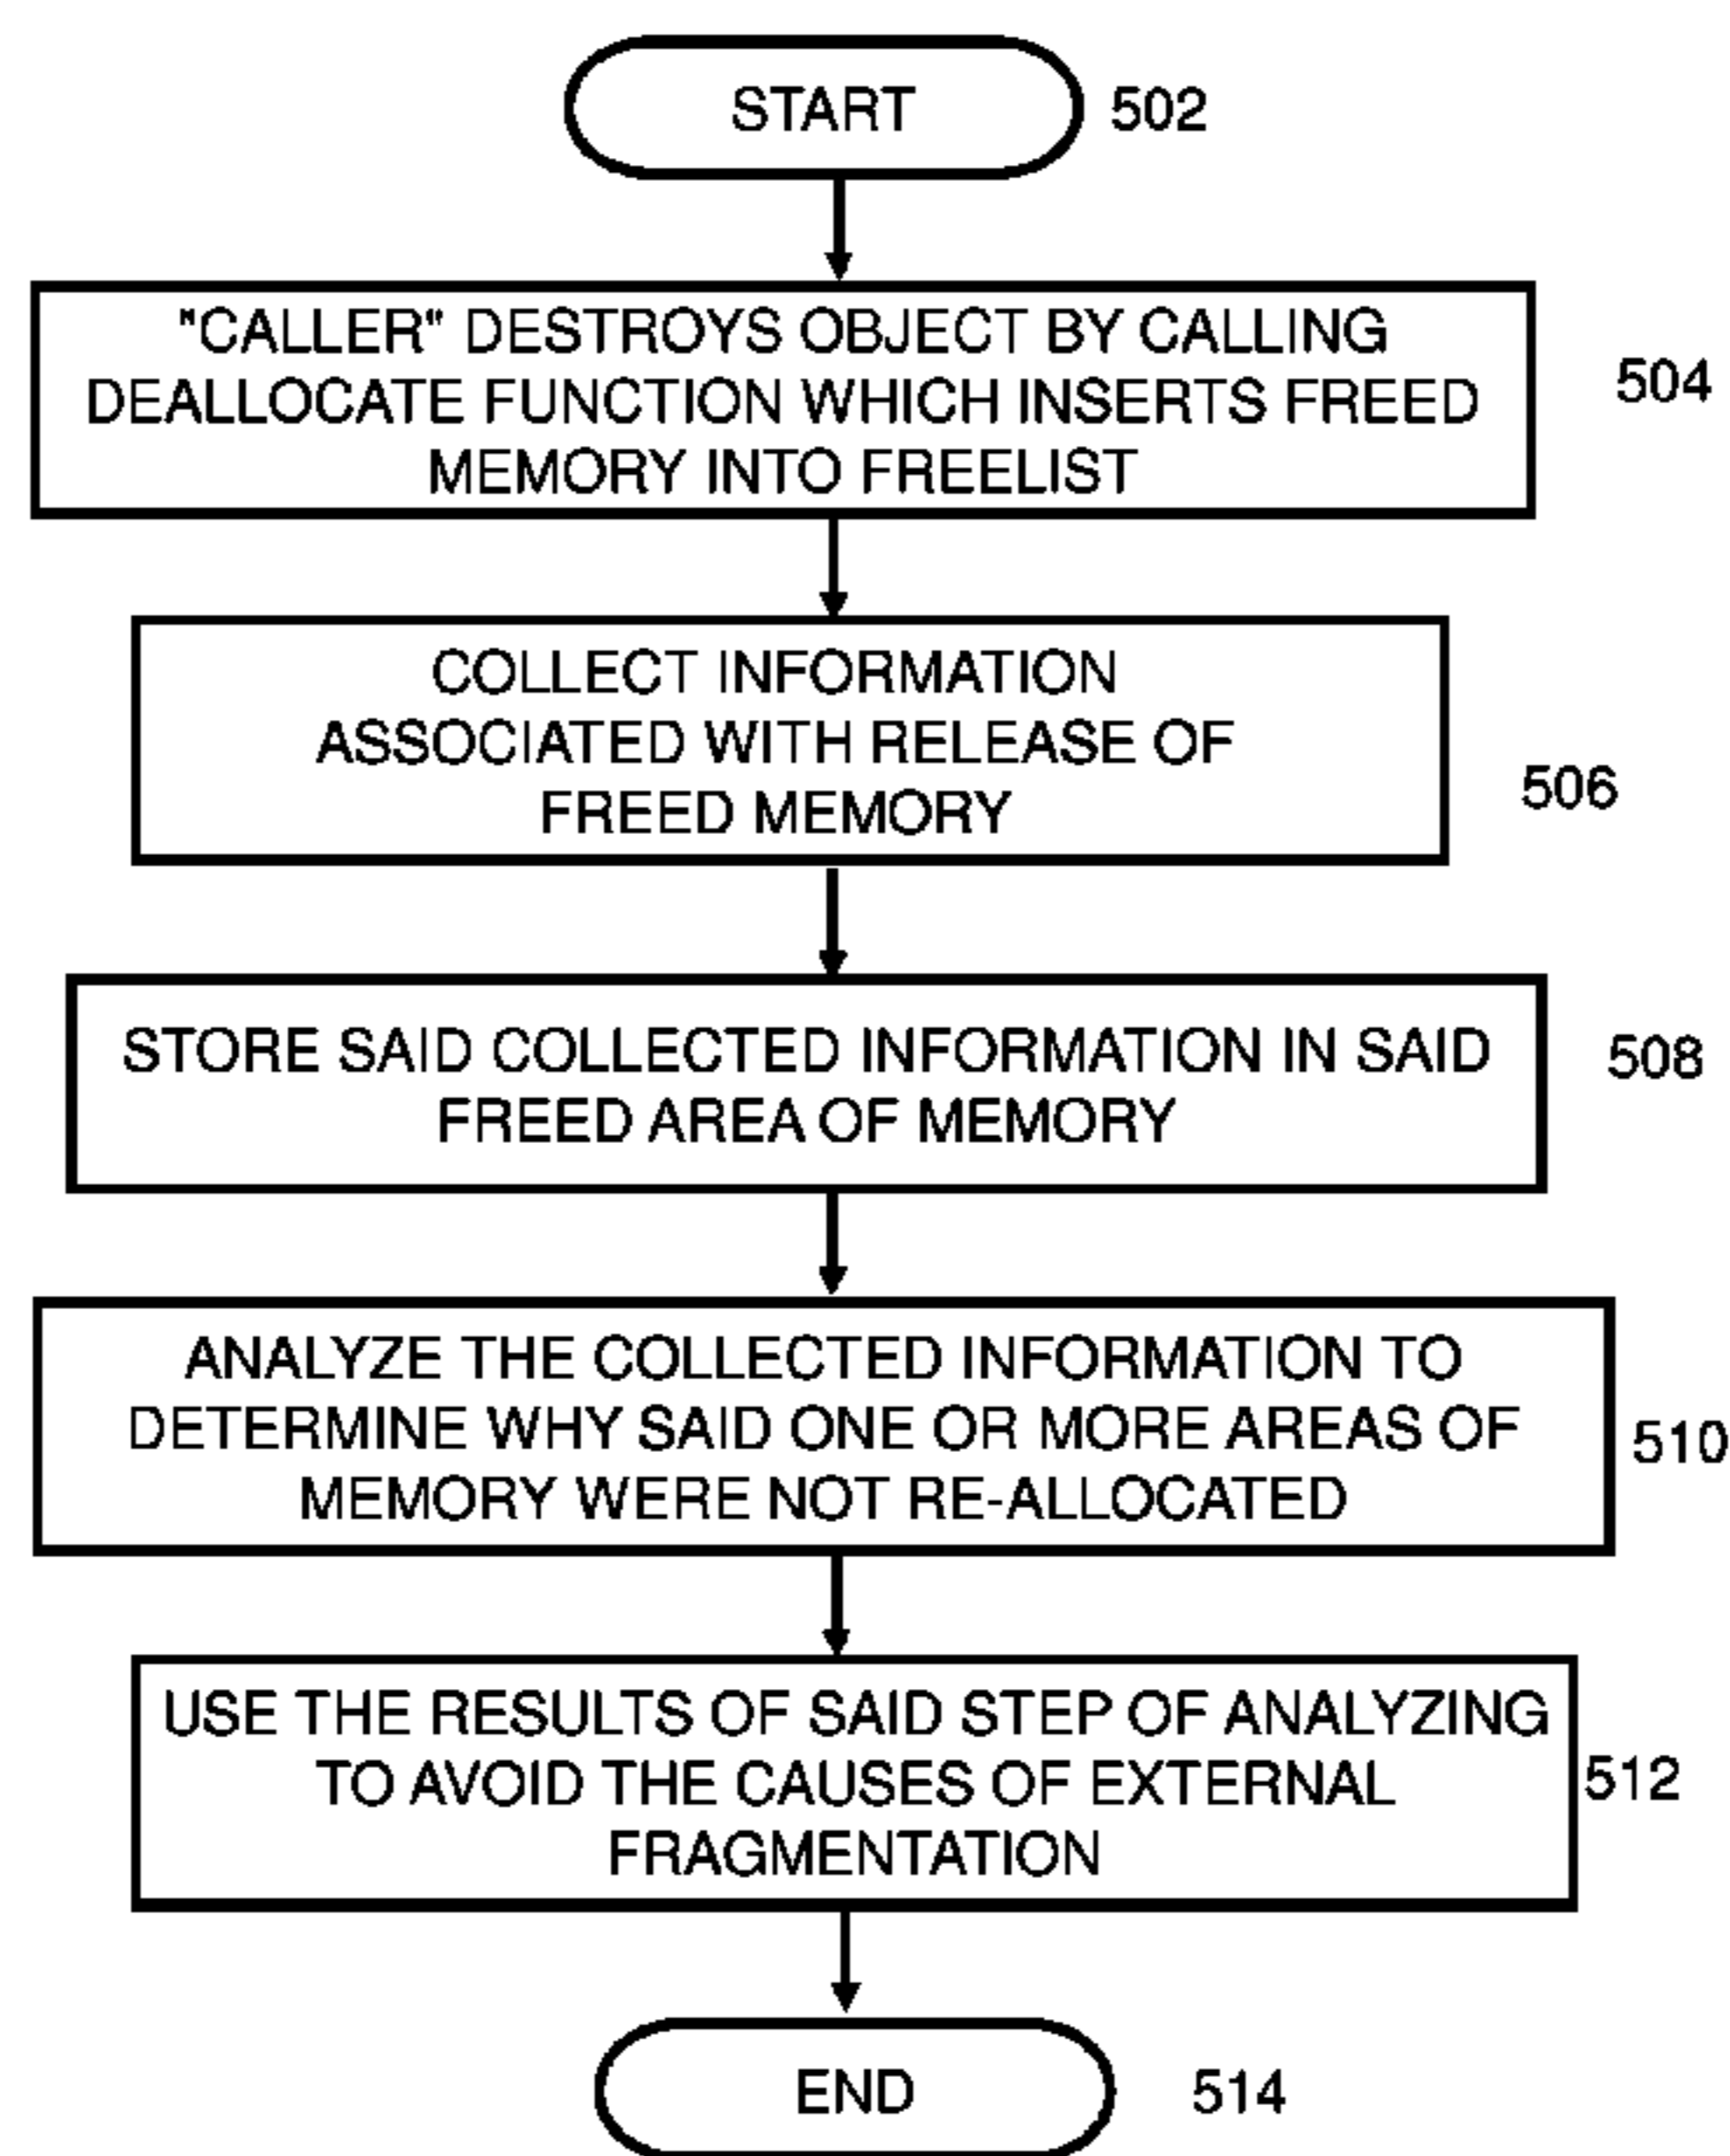 START 502
"CALLER" DESTROYS OBJECT BY CALLING
DEALLOCATE FUNCTION WHICH INSERTS FREED
MEMORY INTO FREELIST
504
COLLECT INFORMATION
ASSOCIATED WITH RELEASE OF
FREED MEMORY
506
STORE SAID COLLECTED INFORMATION IN SAID
FREED AREA OF MEMORY
508
ANALYZE THE COLLECTED INFORMATION TO
DETERMINE WHY SAID ONE OR MORE AREAS OF
MEMORY WERE NOT RE-ALLOCATED
510
USE THE RESULTS OF SAID STEP OF ANALYZING
TO AVOID THE CAUSES OF EXTERNAL
FRAGMENTATION
512
END 514